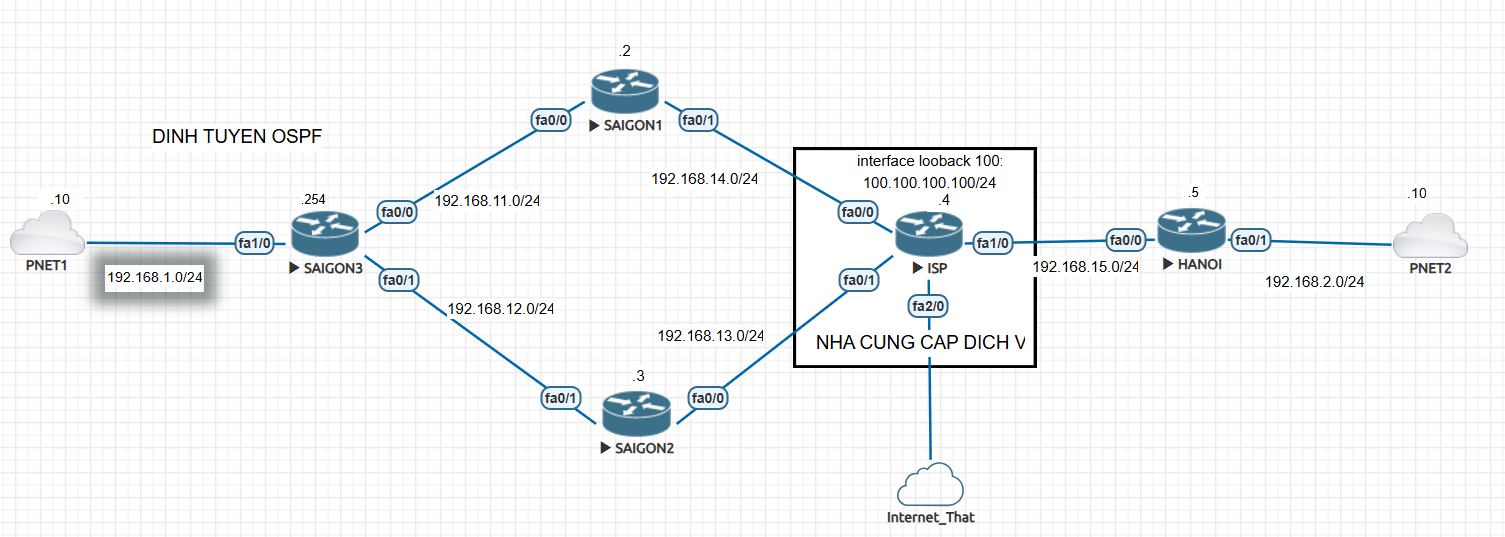 .2
fa0/0
fa0/1
SAIGON1
DINH TUYEN OSPF
interface looback 100:
100.100.100.100/24
192.168.14.0/24
.10
.254
192.168.11.0/24
fa0/0
fa0/0
.4
.5
.10
fa1/0
PNET1
192.168.1.0/24
SAIGON3
fa0/1
ISP
fa1/0
fa0/0
192.168.15.0/24
HANOI
fa0/1
PNET2
192.168.2.0/24
fa0/1
192.168.12.0/24
fa2/0
192.168.13.0/24
NHA CUNG CAP DICH V
.3
fa0/1
fa0/0
SAIGON2
Internet_That